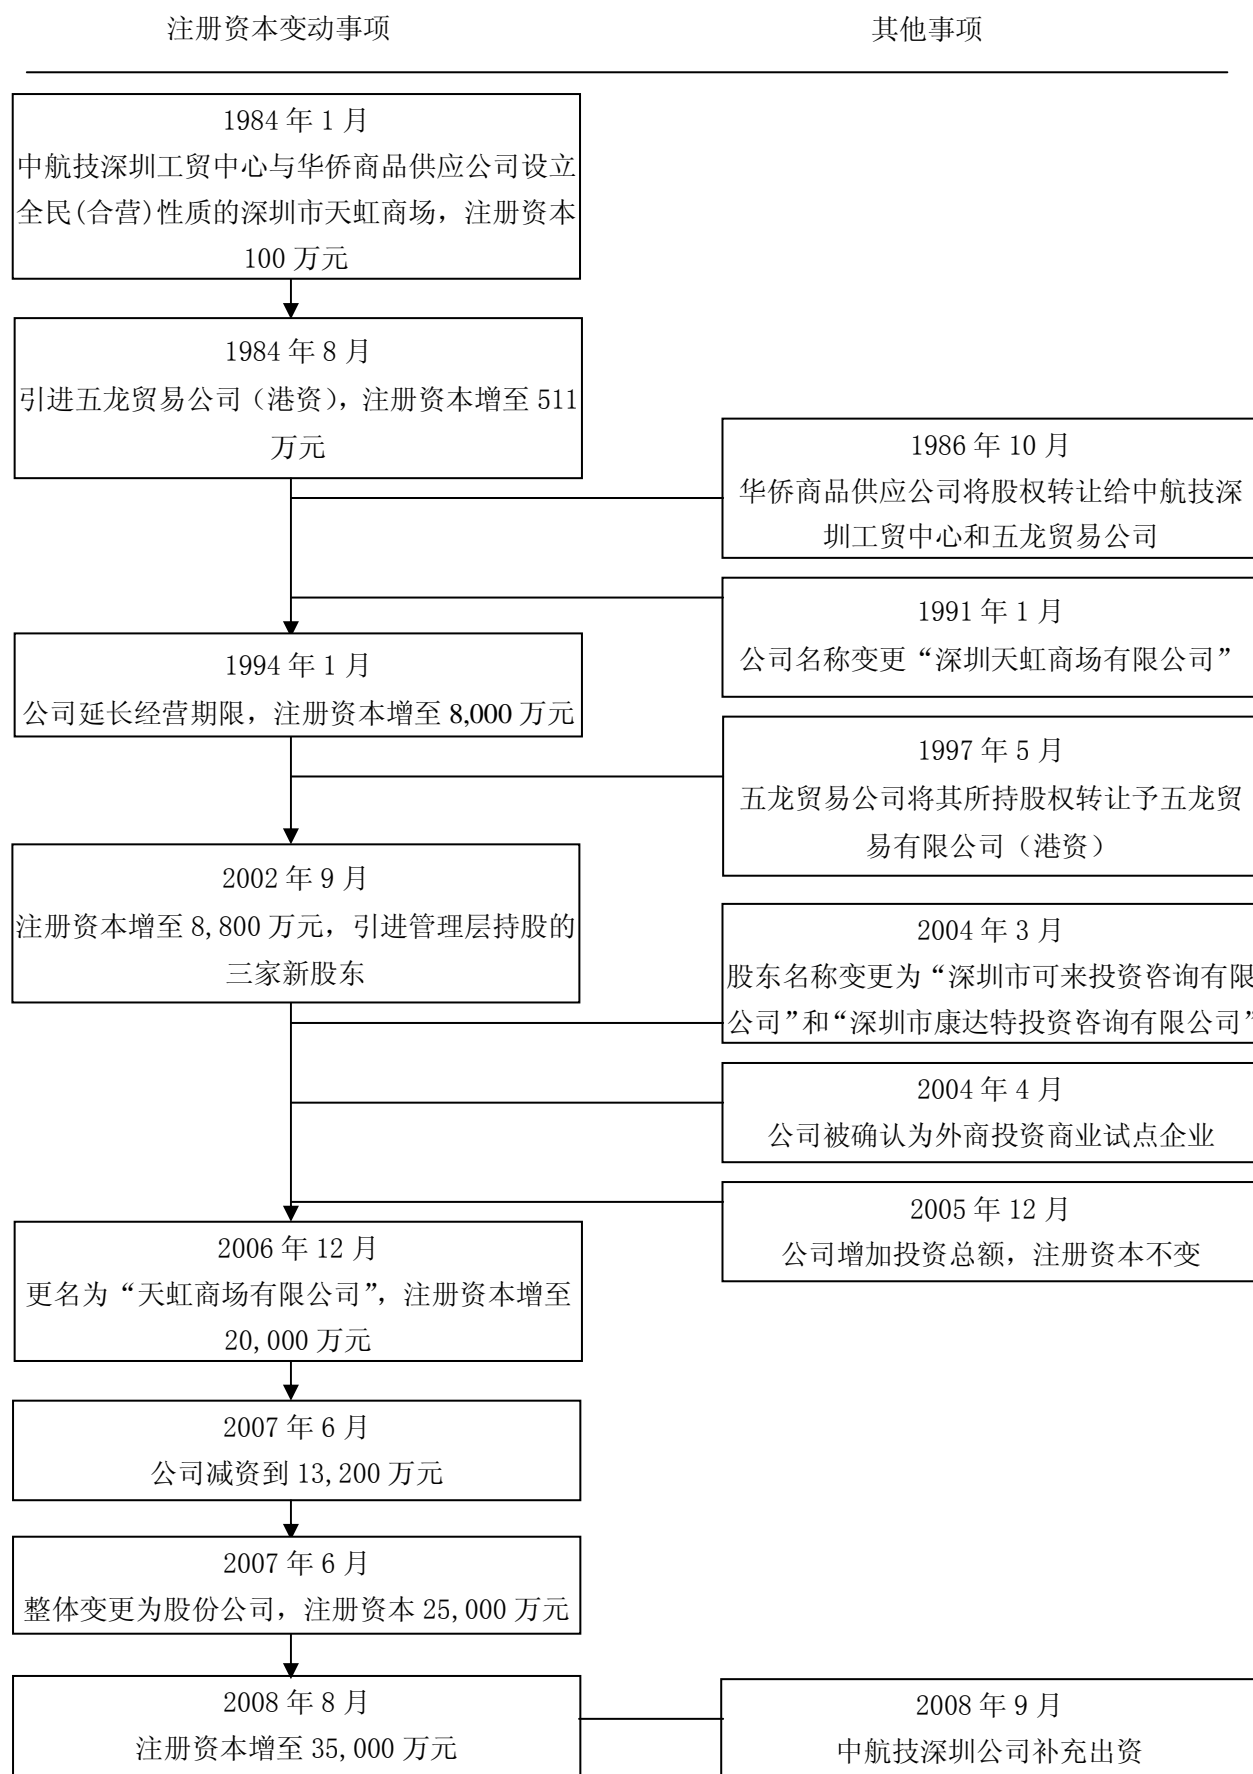 注册资本变动事项
其他事项
1984 年 1 月
中航技深圳工贸中心与华侨商品供应公司设立
全民(合营)性质的深圳市天虹商场，注册资本
100 万元
1984 年 8 月
引进五龙贸易公司（港资），注册资本增至 511
万元
1986 年 10 月
华侨商品供应公司将股权转让给中航技深
圳工贸中心和五龙贸易公司
1991 年 1 月
公司名称变更“深圳天虹商场有限公司”
1994 年 1 月
公司延长经营期限，注册资本增至 8,000 万元
1997 年 5 月
五龙贸易公司将其所持股权转让予五龙贸
易有限公司（港资）
2002 年 9 月
注册资本增至 8,800 万元，引进管理层持股的
三家新股东
2004 年 3 月
股东名称变更为“深圳市可来投资咨询有限
公司”和“深圳市康达特投资咨询有限公司”
2004 年 4 月
公司被确认为外商投资商业试点企业
2005 年 12 月
公司增加投资总额，注册资本不变
2006 年 12 月
更名为“天虹商场有限公司”，注册资本增至
20,000 万元
2007 年 6 月
公司减资到 13,200 万元
2007 年 6 月
整体变更为股份公司，注册资本 25,000 万元
2008 年 8 月
注册资本增至 35,000 万元
2008 年 9 月
中航技深圳公司补充出资